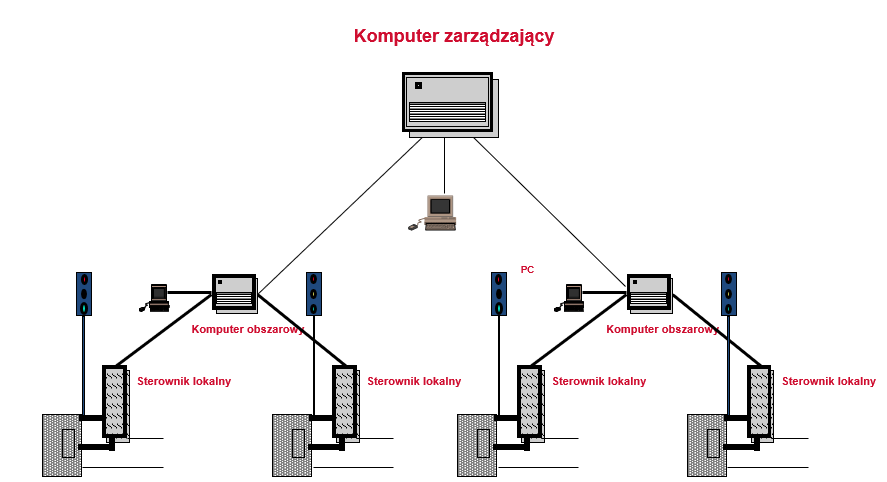 Komputer zarządzający
PC
Komputer obszarowy
Komputer obszarowy
Sterownik lokalny
Sterownik lokalny
Sterownik lokalny
Sterownik lokalny